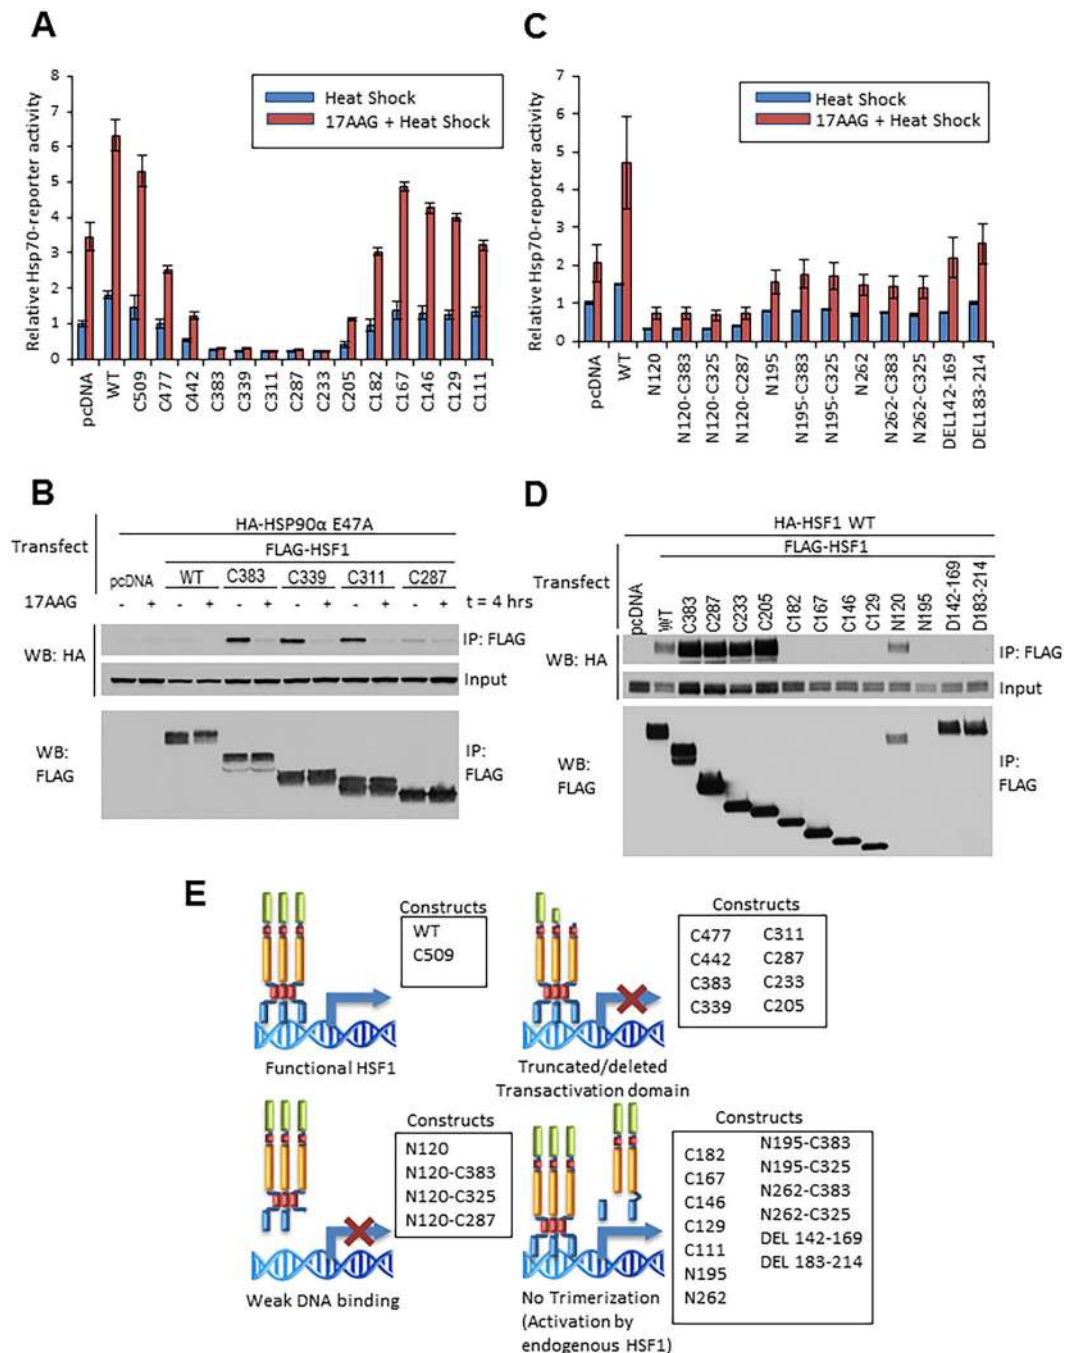 A
Relative Hsp70-reporter activity
8
7
6
5
4
3
2
1
0
Heat Shock
17AAG + Heat Shock
pcDNA
WT
C509
C477
C442
C383
C339
C311
C287
C233
C205
C182
C167
C146
C129
C111
C
Relative Hsp70-reporter activity
7
6
5
4
3
2
1
0
Heat Shock
17AAG + Heat Shock
pcDNA
WT
N120
N120-C383
N120-C325
N120-C287
N195
N195-C383
N195-C325
N262
N262-C383
N262-C325
DEL142-169
DEL183-214
B
HA-HSP90α E47A
Transfect
FLAG-HSF1
pcDNA WT C383 C339 C311 C287
17AAG - + - + - + - + - + - + t = 4 hrs
WB: HA
IP: FLAG
Input
WB:
FLAG
IP:
FLAG
D
HA-HSF1 WT
FLAG-HSF1
Transfect
pcDNA
WT
C383
C287
C233
C205
C182
C167
C146
C129
N120
N195
D142-169
D183-214
WB: HA
IP: FLAG
Input
WB:
FLAG
IP:
FLAG
E
Constructs
WT
C509
Functional HSF1
Constructs
C477 C311
C442 C287
C383 C233
C339 C205
Truncated/deleted
Transactivation domain
Constructs
N120
N120-C383
N120-C325
N120-C287
Weak DNA binding
Constructs
C182
C167
C146
C129
C111
N195
N262
N195-C383
N195-C325
N262-C383
N262-C325
DEL 142-169
DEL 183-214
No Trimerization
(Activation by
endogenous HSF1)